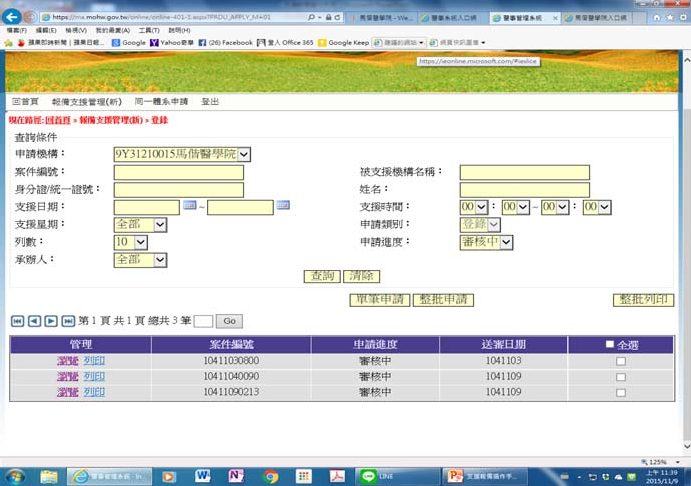 https://ma.mohw.gov.tw/online/online-401-1.aspx?PRDU_APPLY_M=01
馬偕醫學院 - We...
醫事系統入口網
醫事管理系統
馬偕醫學院入口網
檔案(F) 編輯(E) 檢視(V) 我的最愛(A) 工具(T) 說明(H)
蘋果即時新聞|蘋果日報... Google Yahoo奇摩 (26) Facebook 登入 Office 365 Google Keep 建議的網站 網頁快訊圖庫
https://ieonline.microsoft.com/#ieslice
回首頁 報備支援管理(新) 同一體系申請 登出
現在路徑:回首頁 » 報備支援管理(新) » 登錄
查詢條件
申請機構： 9Y31210015馬偕醫學院
案件編號： 被支援機構名稱：
身分證/統一證號： 姓名：
支援日期： ~ 支援時間： 00 : 00 ~ 00 : 00
支援星期： 全部 申請類別： 登錄
列數： 10 申請進度： 審核中
承辦人： 全部
查詢 清除
單筆申請 整批申請 整批列印
第 1 頁 共 1 頁 總共 3 筆 Go
管理 案件編號 申請進度 送審日期 全選
瀏覽 列印 10411030800 審核中 1041103
瀏覽 列印 10411040090 審核中 1041109
瀏覽 列印 10411090213 審核中 1041109
125%
醫事管理系統 - In... LINE 支援報備操作手...
上午 11:39
2015/11/9